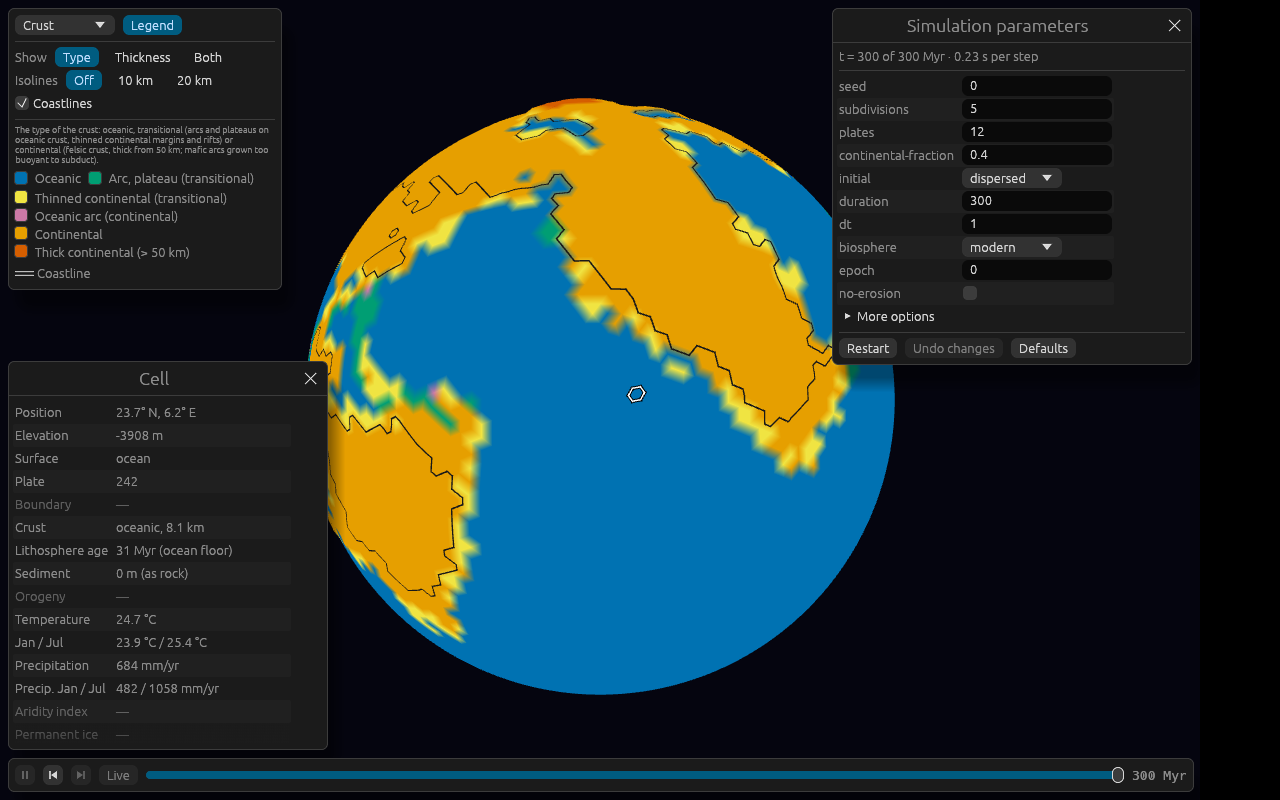 Crust Legend
Show Type Thickness Both
Isolines Off 10 km 20 km
Coastlines
The type of the crust: oceanic, transitional (arcs and plateaus on
oceanic crust, thinned continental margins and rifts) or
continental (felsic crust, thick from 50 km; mafic arcs grown too
buoyant to subduct).
Oceanic Arc, plateau (transitional)
Thinned continental (transitional)
Oceanic arc (continental)
Continental
Thick continental (> 50 km)
Coastline
Simulation parameters
t = 300 of 300 Myr · 0.23 s per step
seed 0
subdivisions 5
plates 12
continental-fraction 0.4
initial dispersed
duration 300
dt 1
biosphere modern
epoch 0
no-erosion
More options
Restart Undo changes Defaults
Cell
Position 23.7° N, 6.2° E
Elevation -3908 m
Surface ocean
Plate 242
Boundary —
Crust oceanic, 8.1 km
Lithosphere age 31 Myr (ocean floor)
Sediment 0 m (as rock)
Orogeny —
Temperature 24.7 °C
Jan / Jul 23.9 °C / 25.4 °C
Precipitation 684 mm/yr
Precip. Jan / Jul 482 / 1058 mm/yr
Aridity index —
Permanent ice —
Live 300 Myr